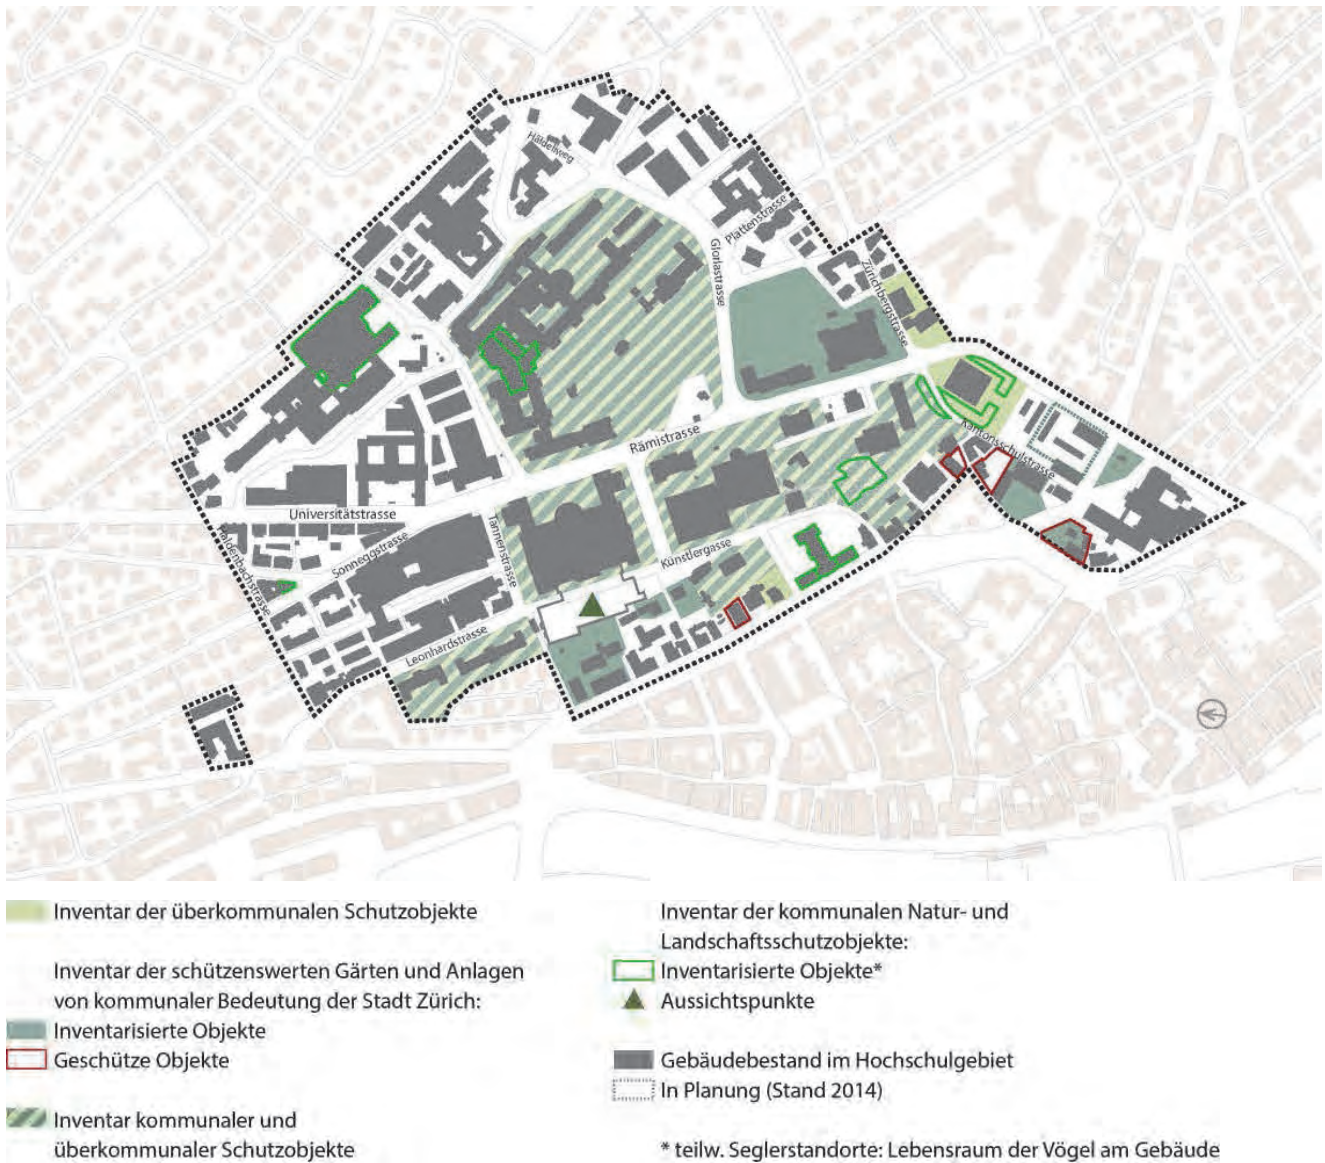 Häldeliweg
Plattenstrasse
Gloriastrasse
Zürichbergstrasse
Rämistrasse
Kantonsschulstrasse
Universitätstrasse
Tannenstrasse
Sonneggstrasse
Haldenbachstrasse
Künstlergasse
Leonhardstrasse
Inventar der überkommunalen Schutzobjekte
Inventar der schützenswerten Gärten und Anlagen
von kommunaler Bedeutung der Stadt Zürich:
Inventarisierte Objekte
Geschütze Objekte
Inventar kommunaler und
überkommunaler Schutzobjekte
Inventar der kommunalen Natur- und
Landschaftsschutzobjekte:
Inventarisierte Objekte*
Aussichtspunkte
Gebäudebestand im Hochschulgebiet
In Planung (Stand 2014)
* teilw. Seglerstandorte: Lebensraum der Vögel am Gebäude